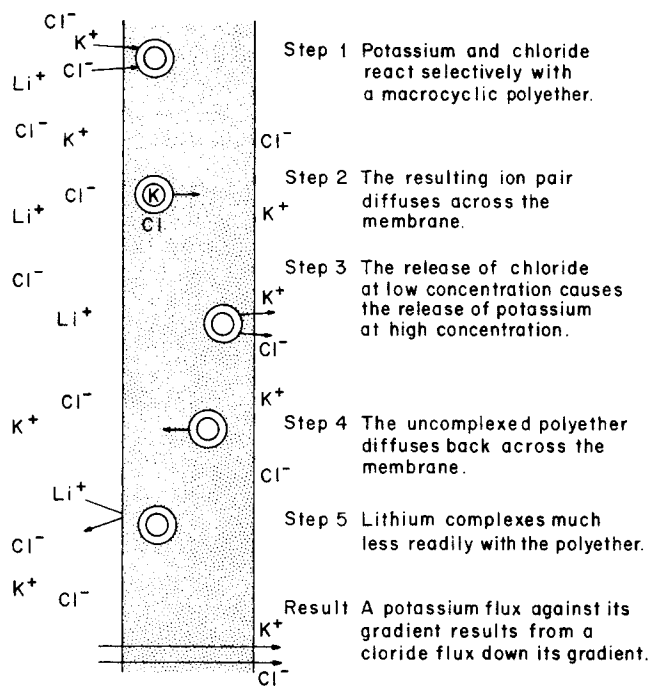 Cl⁻
K⁺
Cl⁻
Li⁺
Cl⁻
K⁺
Cl⁻
Li⁺
Cl⁻
Li⁺
Cl⁻
K⁺
Li⁺
Cl⁻
K⁺
Cl⁻
K
Cl
Cl⁻
K⁺
K⁺
Cl⁻
K⁺
Cl⁻
K⁺
Cl⁻
Step 1 Potassium and chloride
react selectively with
a macrocyclic polyether.
Step 2 The resulting ion pair
diffuses across the
membrane.
Step 3 The release of chloride
at low concentration causes
the release of potassium
at high concentration.
Step 4 The uncomplexed polyether
diffuses back across the
membrane.
Step 5 Lithium complexes much
less readily with the polyether.
Result A potassium flux against its
gradient results from a
cloride flux down its gradient.